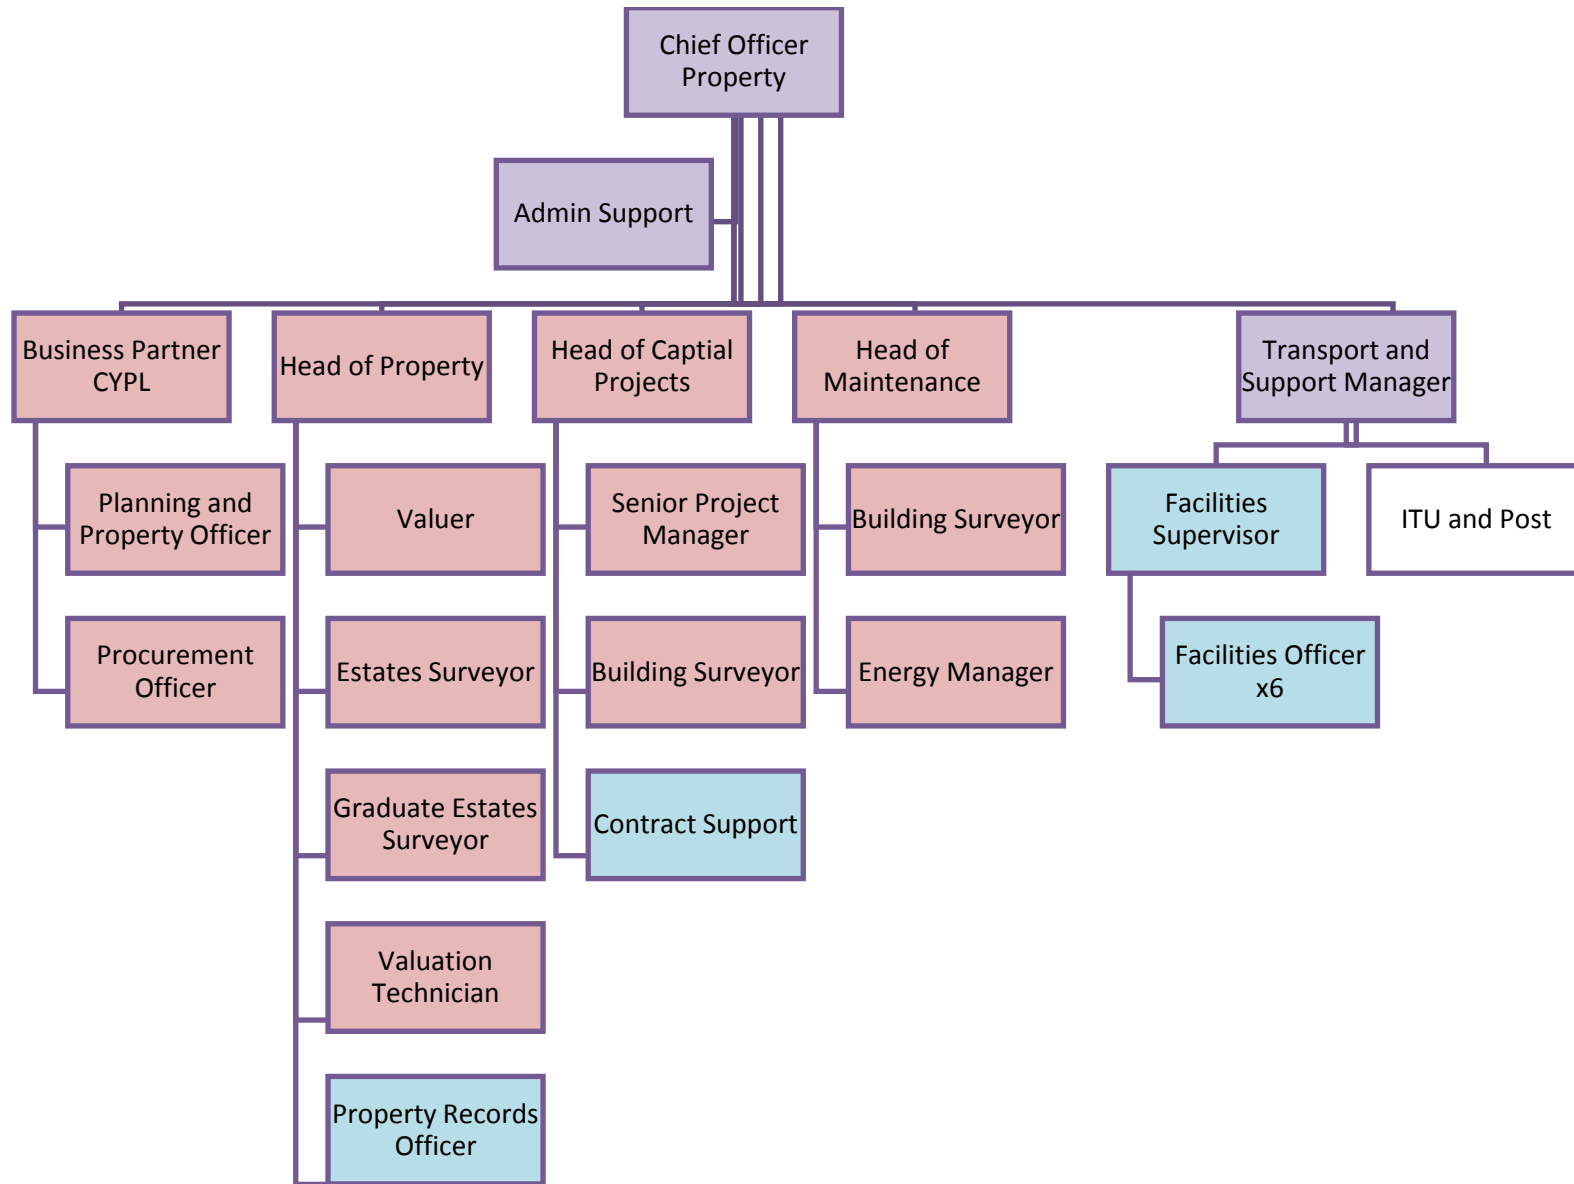 Chief Officer
Property
Admin Support
Business Partner
CYPL
Head of Property
Head of Captial
Projects
Head of
Maintenance
Transport and
Support Manager
Planning and
Property Officer
Valuer
Senior Project
Manager
Building Surveyor
Facilities
Supervisor
ITU and Post
Procurement
Officer
Estates Surveyor
Building Surveyor
Energy Manager
Facilities Officer
x6
Graduate Estates
Surveyor
Contract Support
Valuation
Technician
Property Records
Officer